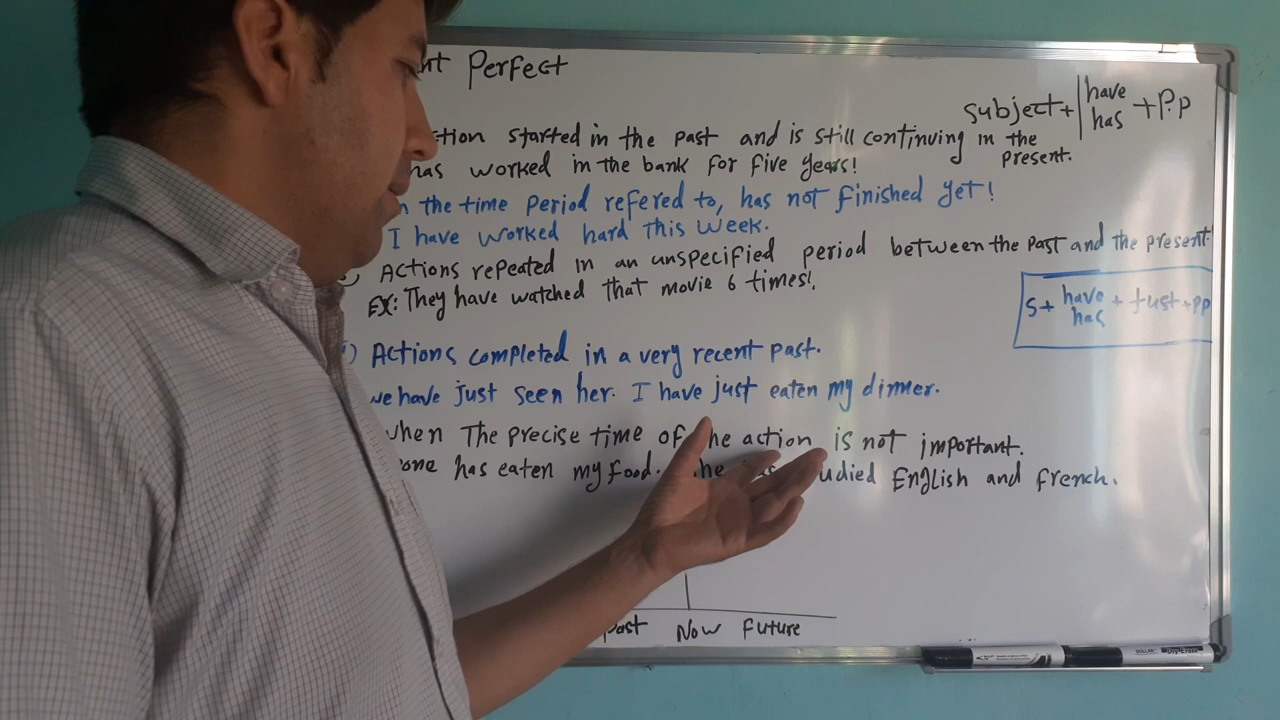 nt Perfect
subject+ | have has + P.p
ction started in the past and is still continuing in the present.
has worked in the bank for five years!
n the time period refered to, has not finished yet!
I have worked hard this week.
Actions repeated in an unspecified period between the past and the present.
EX: They have watched that movie 6 times!.
S+ have has + just + pp
Actions completed in a very recent past.
we have just seen her. I have just eaten my dinner.
when The precise time of the action is not important.
one has eaten my food. he has udied English and french.
past Now future
DOLLAR Dry Erase